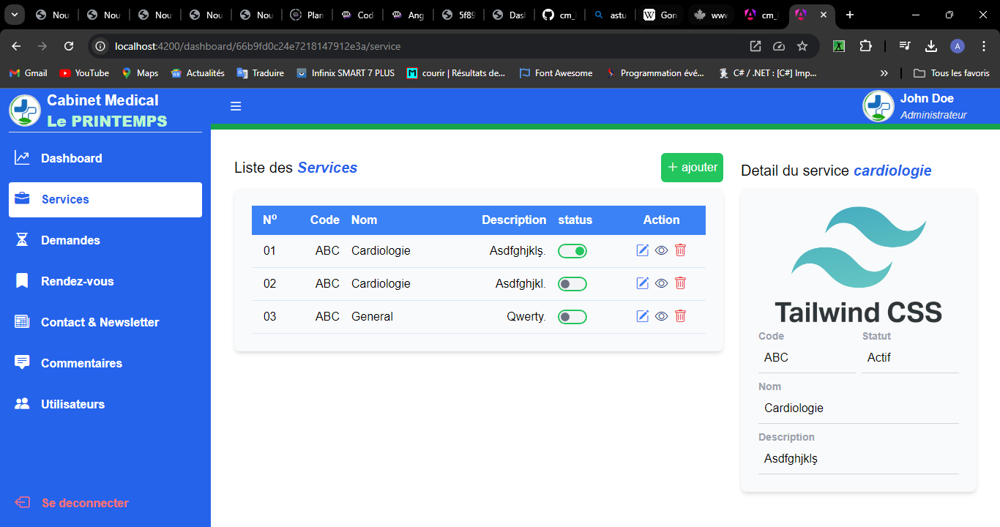 Nou
Nou
Nou
Nou
Nou
Plan
Cod
Ang
5f89
Dash
cm_
astu
Gon
www
cm_
localhost:4200/dashboard/66b9fd0c24e7218147912e3a/service
A
Gmail
YouTube
Maps
Actualités
Traduire
Infinix SMART 7 PLUS
courir | Résultats de...
Font Awesome
Programmation évé...
C# / .NET : [C#] Imp...
Tous les favoris
Cabinet Medical
Le PRINTEMPS
John Doe
Administrateur
Dashboard
Services
Demandes
Rendez-vous
Contact & Newsletter
Commentaires
Utilisateurs
Se deconnecter
Liste des Services
+ ajouter
Nº Code Nom Description status Action
01 ABC Cardiologie Asdfghjklş.
02 ABC Cardiologie Asdfghjkl.
03 ABC General Qwerty.
Detail du service cardiologie
Tailwind CSS
Code Statut
ABC Actif
Nom
Cardiologie
Description
Asdfghjklş